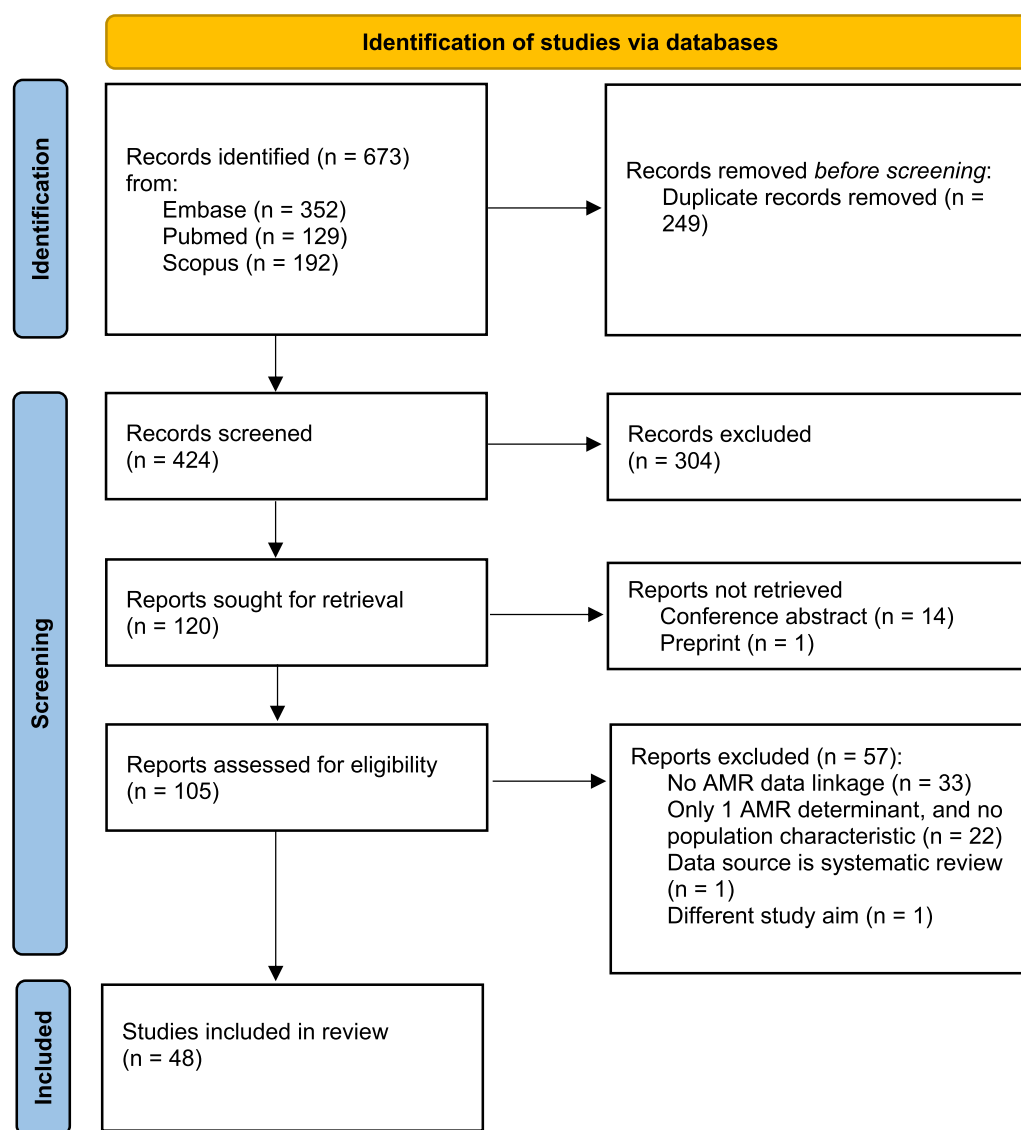 Identification of studies via databases
Identification
Records identified (n = 673)
from:
Embase (n = 352)
Pubmed (n = 129)
Scopus (n = 192)
Records removed before screening:
Duplicate records removed (n =
249)
Screening
Records screened
(n = 424)
Records excluded
(n = 304)
Reports sought for retrieval
(n = 120)
Reports not retrieved
Conference abstract (n = 14)
Preprint (n = 1)
Reports assessed for eligibility
(n = 105)
Reports excluded (n = 57):
No AMR data linkage (n = 33)
Only 1 AMR determinant, and no
population characteristic (n = 22)
Data source is systematic review
(n = 1)
Different study aim (n = 1)
Included
Studies included in review
(n = 48)